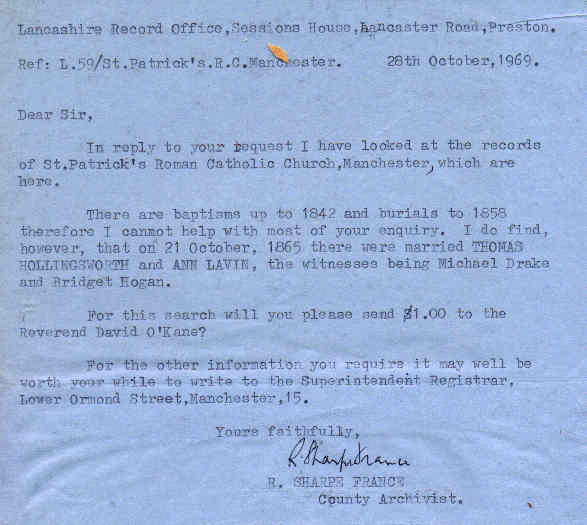 Lancashire Record Office,Sessions House,Lancaster Road,Preston.
Ref: L.59/St.Patrick's.R.C.Manchester. 28th October,1969.
Dear Sir,
In reply to your request I have looked at the records
of St.Patrick's Roman Catholic Church,Manchester,which are
here.
There are baptisms up to 1842 and burials to 1858
therefore I cannot help with most of your enquiry. I do find,
however, that on 21 October, 1865 there were married THOMAS
HOLLINGSWORTH and ANN LAVIN, the witnesses being Michael Drake
and Bridget Hogan.
For this search will you please send $1.00 to the
Reverend David O'Kane?
For the other information you require it may well be
worth your while to write to the Superintendent Registrar,
Lower Ormond Street,Manchester,15.
Yours faithfully,
R. Sharpe France
R. SHARPE FRANCE
County Archivist.